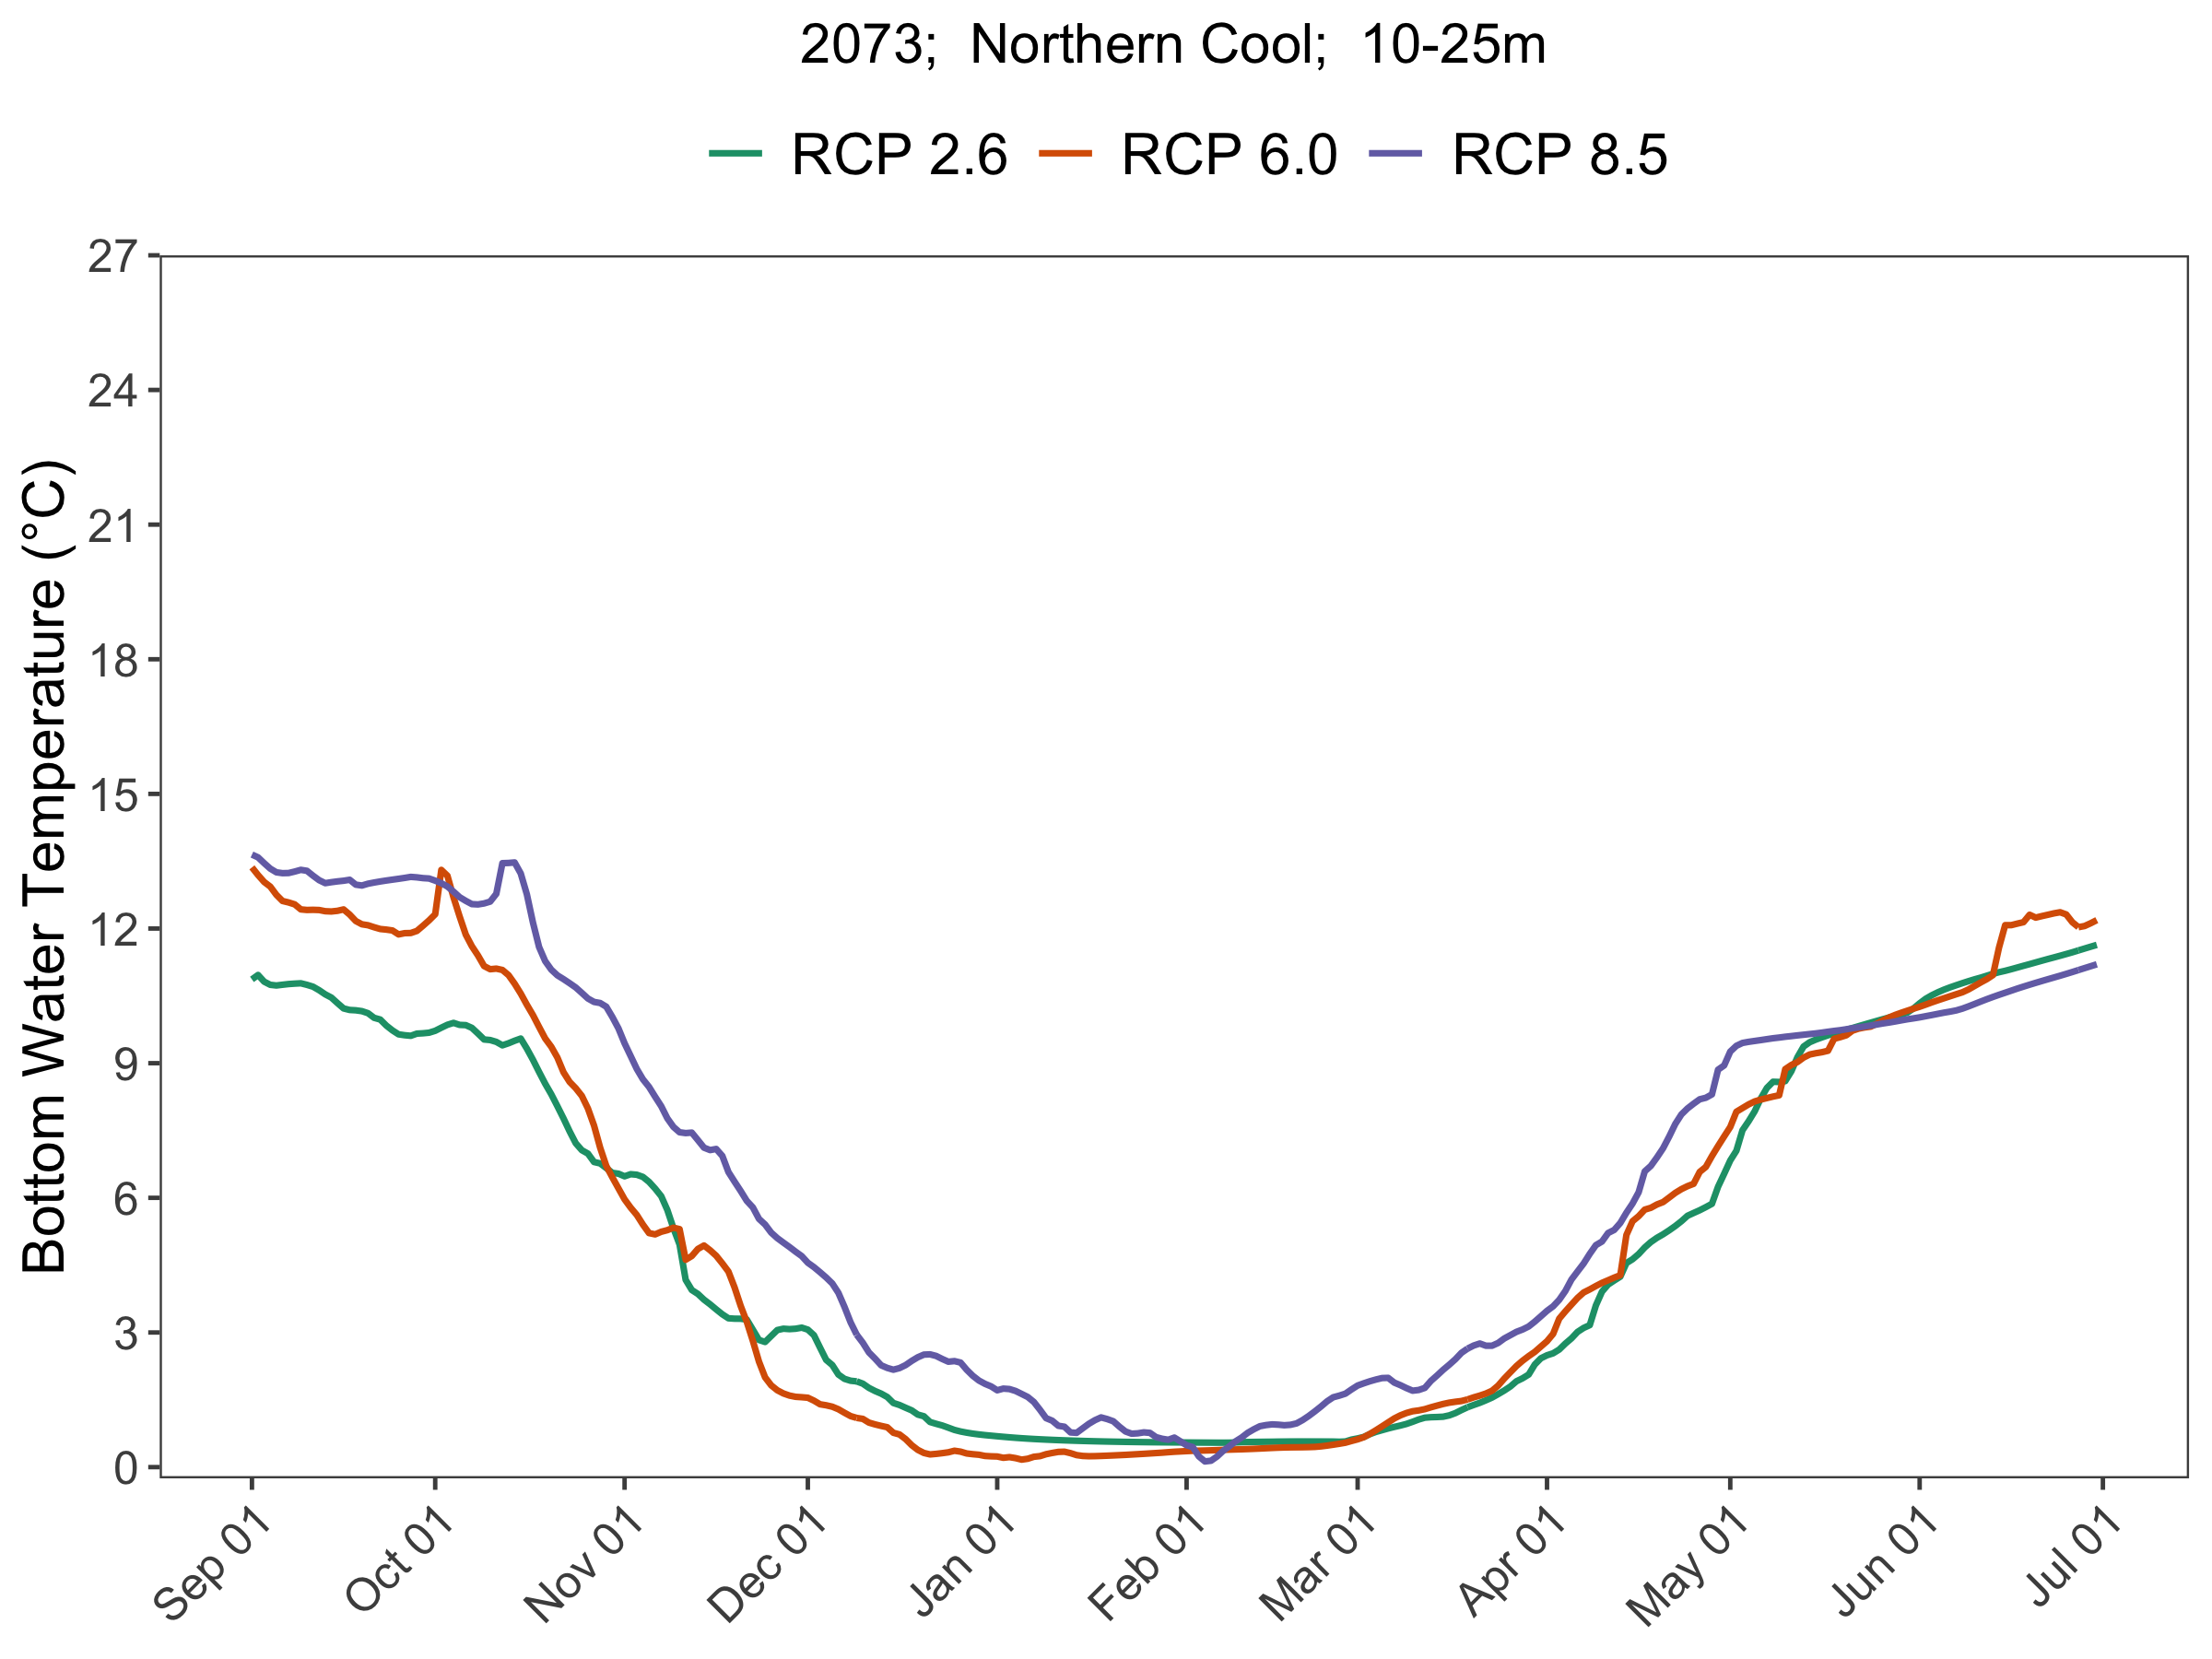 2073;  Northern Cool;  10-25m
RCP 2.6 RCP 6.0 RCP 8.5
Bottom Water Temperature (°C)
27
24
21
18
15
12
9
6
3
0
Sep 01 Oct 01 Nov 01 Dec 01 Jan 01 Feb 01 Mar 01 Apr 01 May 01 Jun 01 Jul 01